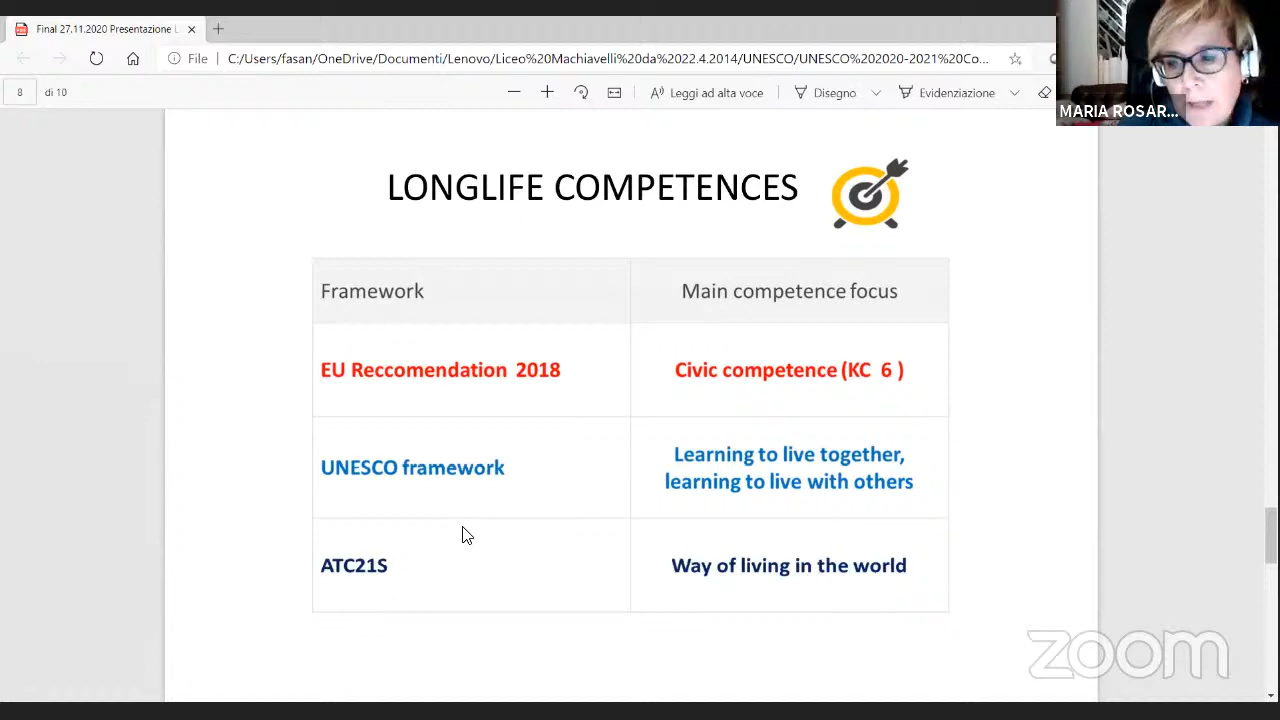 Final 27.11.2020 Presentazione L
File
C:/Users/fasan/OneDrive/Documenti/Lenovo/Liceo%20Machiavelli%20da%2022.4.2014/UNESCO/UNESCO%202020-2021%20Co...
8 di 10
Leggi ad alta voce
Disegno
Evidenziazione
MARIA ROSAR...
LONGLIFE COMPETENCES
Framework
Main competence focus
EU Reccomendation 2018
Civic competence (KC 6 )
UNESCO framework
Learning to live together,
learning to live with others
ATC21S
Way of living in the world
zoom